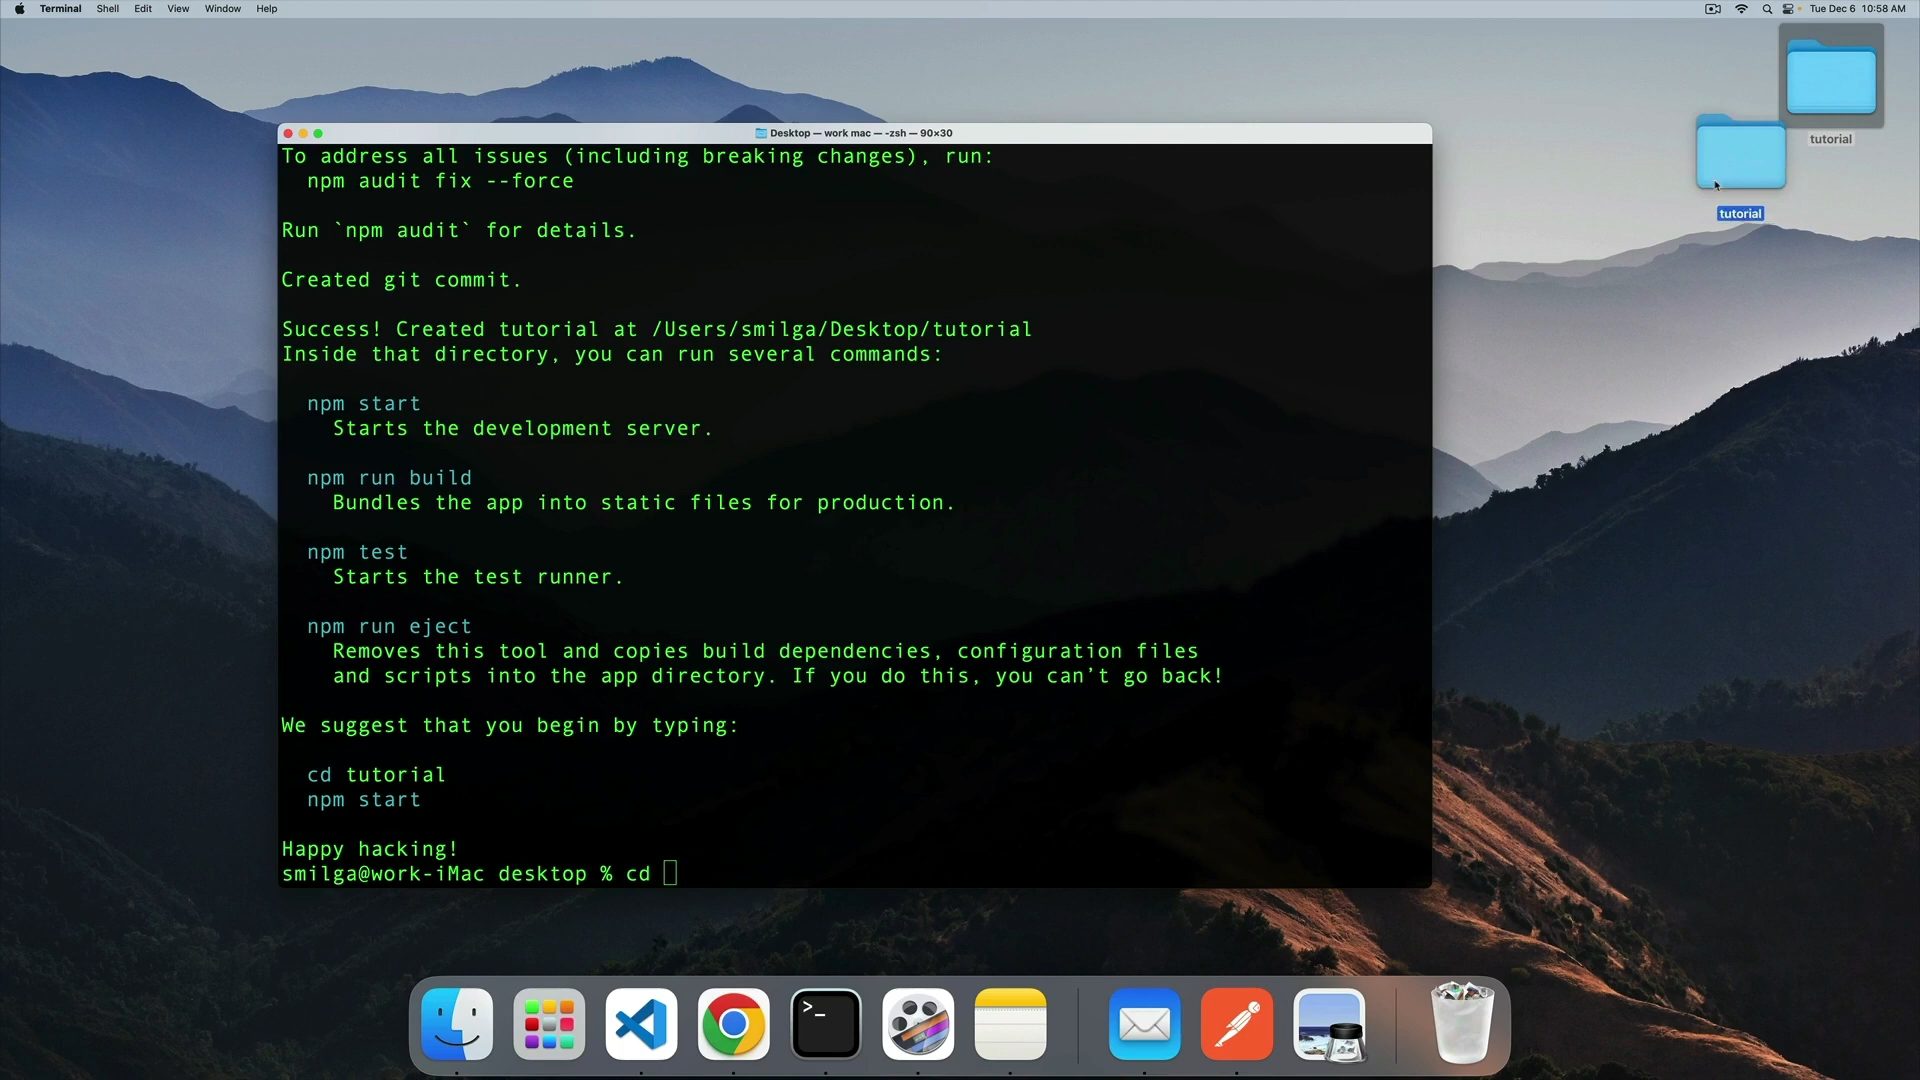 Terminal Shell Edit View Window Help
Tue Dec 6 10:58 AM
tutorial
tutorial
Desktop — work mac — -zsh — 90×30
To address all issues (including breaking changes), run:
npm audit fix --force
Run `npm audit` for details.
Created git commit.
Success! Created tutorial at /Users/smilga/Desktop/tutorial
Inside that directory, you can run several commands:
npm start
Starts the development server.
npm run build
Bundles the app into static files for production.
npm test
Starts the test runner.
npm run eject
Removes this tool and copies build dependencies, configuration files
and scripts into the app directory. If you do this, you can’t go back!
We suggest that you begin by typing:
cd tutorial
npm start
Happy hacking!
smilga@work-iMac desktop % cd
>_